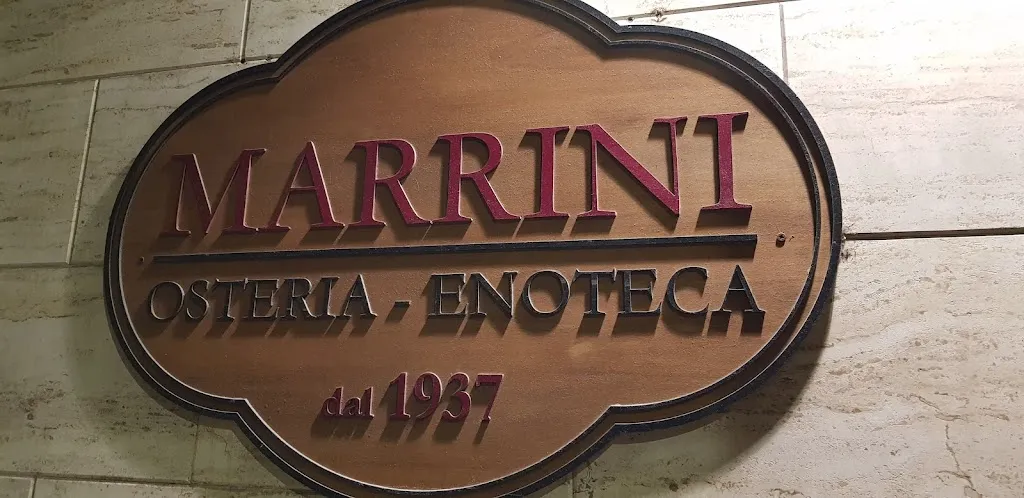 MARRINI
OSTERIA - ENOTECA
dal 1937